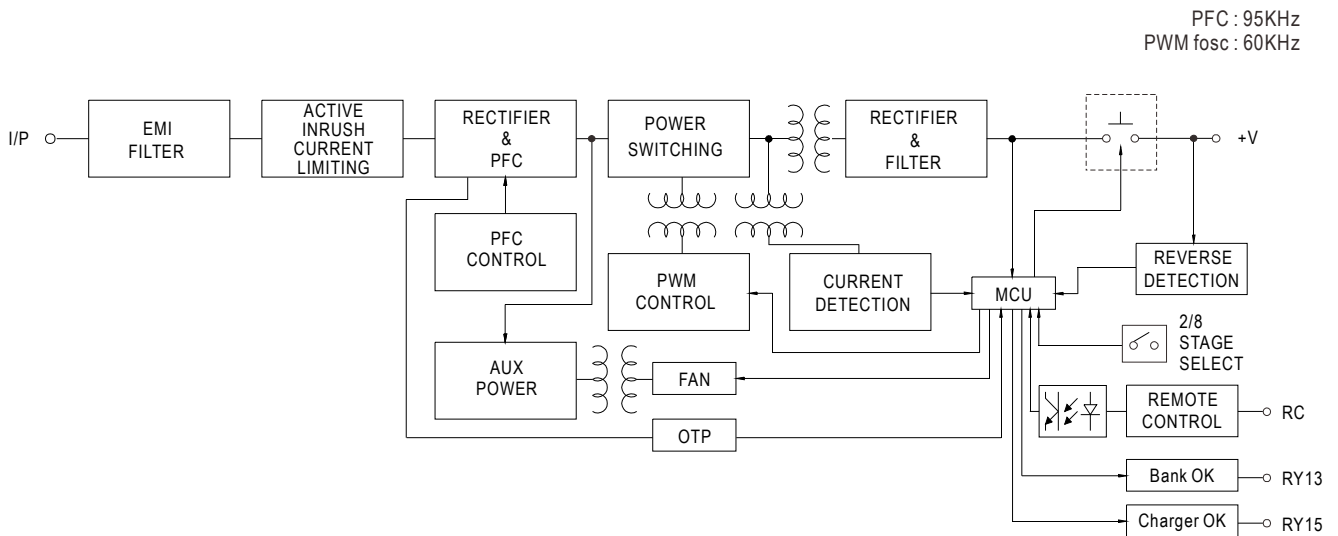 PFC : 95KHz
PWM fosc : 60KHz
I/P
EMI
FILTER
ACTIVE
INRUSH
CURRENT
LIMITING
RECTIFIER
&
PFC
POWER
SWITCHING
RECTIFIER
&
FILTER
+V
PFC
CONTROL
PWM
CONTROL
CURRENT
DETECTION
MCU
REVERSE
DETECTION
2/8
STAGE
SELECT
AUX
POWER
FAN
REMOTE
CONTROL
RC
OTP
Bank OK
RY13
Charger OK
RY15